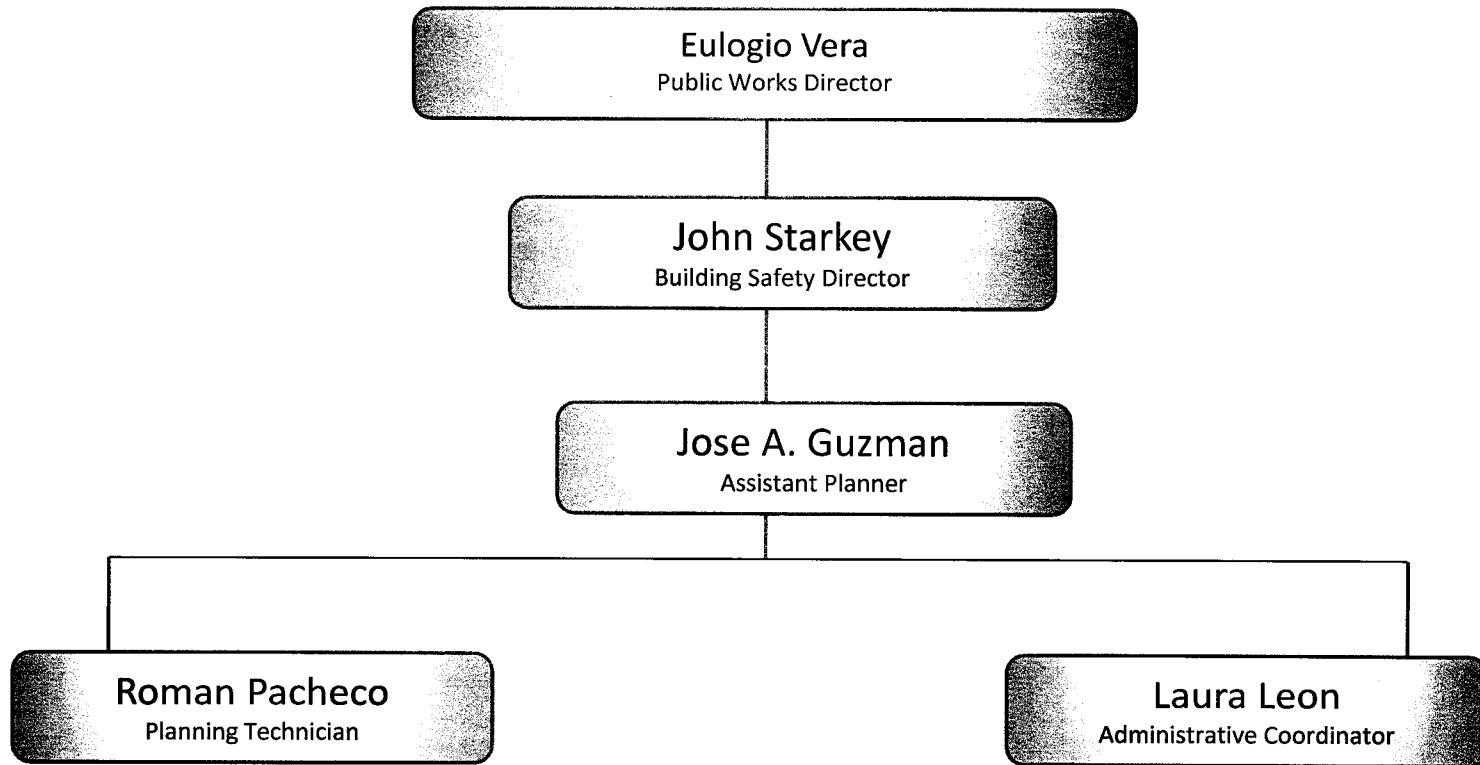 Eulogio Vera
Public Works Director
John Starkey
Building Safety Director
Jose A. Guzman
Assistant Planner
Roman Pacheco
Planning Technician
Laura Leon
Administrative Coordinator